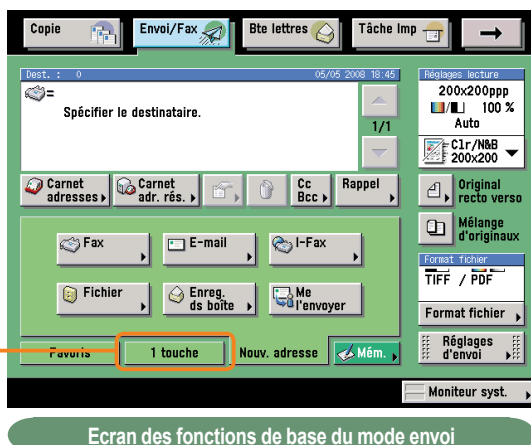 Copie
Envoi/Fax
Bte lettres
Tâche Imp
Dest. : 0
05/05 2008 18:45
Spécifier le destinataire.
1/1
Carnet adresses
Carnet adr. rés.
Cc Bcc
Rappel
Fax
E-mail
I-Fax
Fichier
Enreg. ds boîte
Me l'envoyer
Favoris
1 touche
Nouv. adresse
Mém.
Réglages lecture
200x200ppp
100 %
Auto
Clr/N&B
200x200
Original
recto verso
Mélange
d'originaux
Format fichier
TIFF / PDF
Format fichier
Réglages
d'envoi
Moniteur syst.
Ecran des fonctions de base du mode envoi